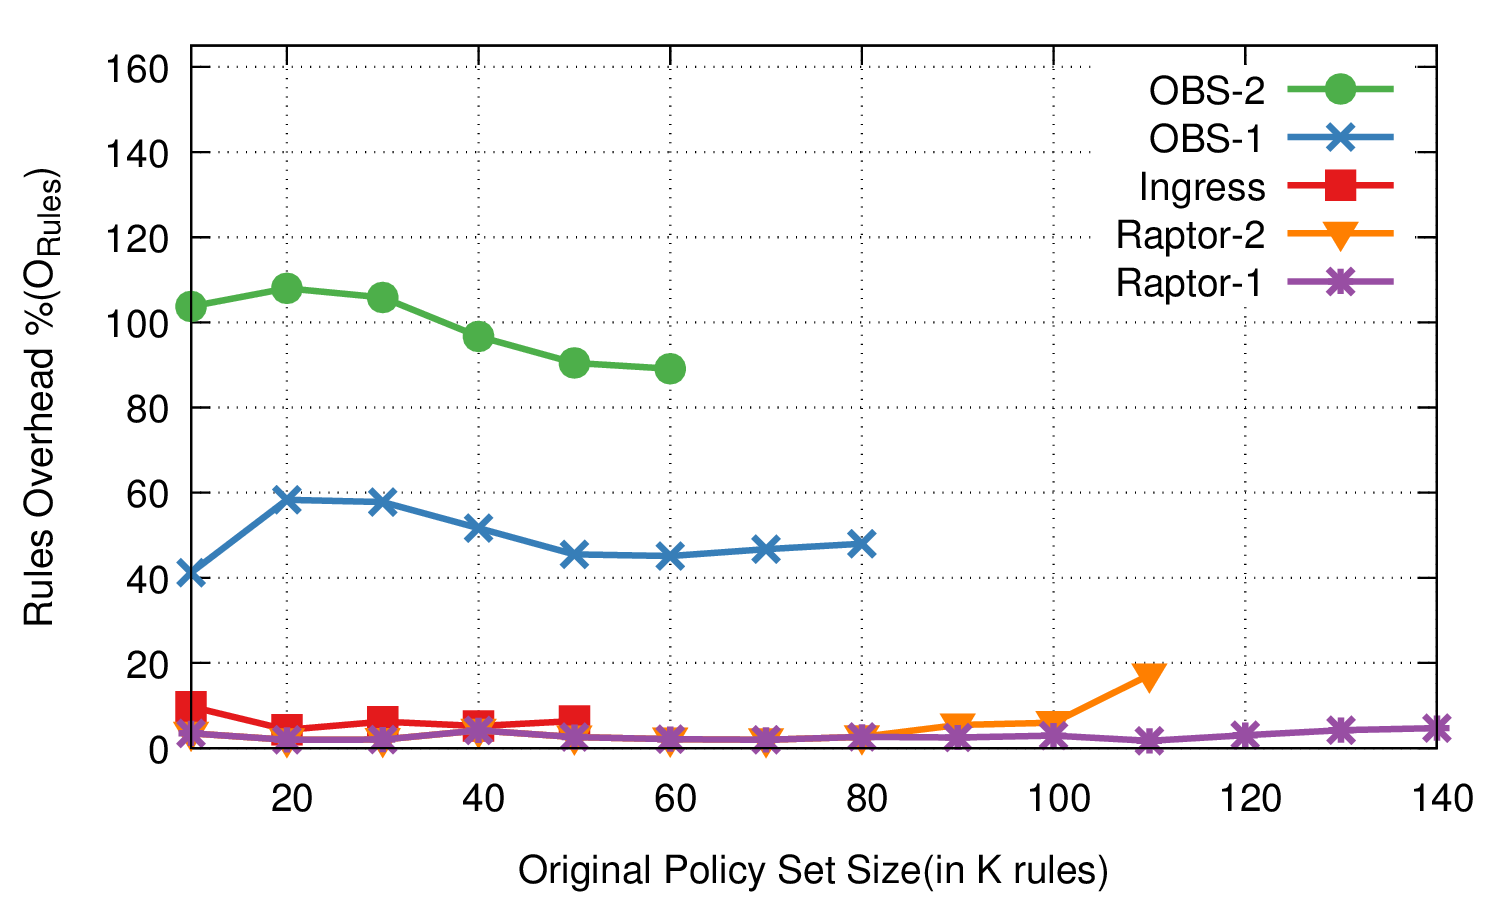 Rules Overhead %(O_Rules)
160
140
120
100
80
60
40
20
0
OBS-2
OBS-1
Ingress
Raptor-2
Raptor-1
20 40 60 80 100 120 140
Original Policy Set Size(in K rules)